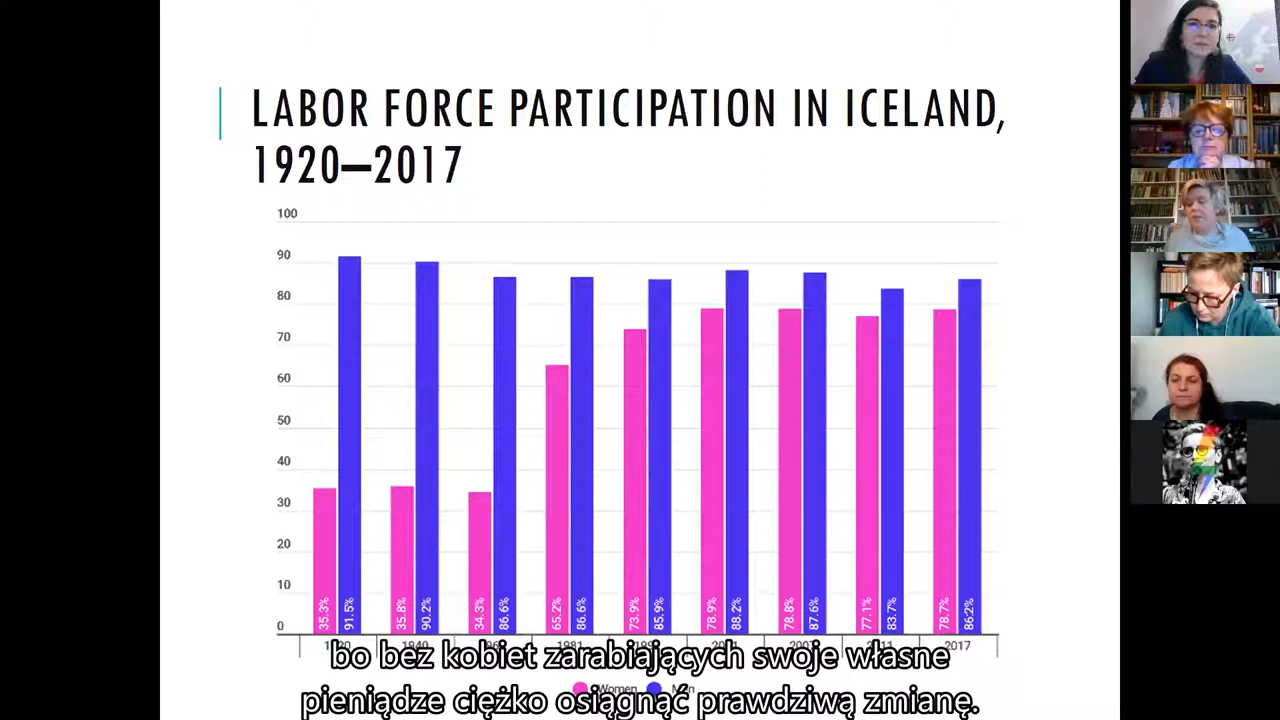 LABOR FORCE PARTICIPATION IN ICELAND,
1920–2017
100
90
80
70
60
50
40
30
20
10
0
35.3% 91.5% 35.8% 90.2% 34.3% 86.6% 65.2% 86.6% 73.9% 85.9% 78.9% 88.2% 78.8% 87.6% 77.1% 83.7% 78.7% 86.2%
1940 1981 2017
Women
bo bez kobiet zarabiających swoje własne
pieniądze ciężko osiągnąć prawdziwą zmianę.